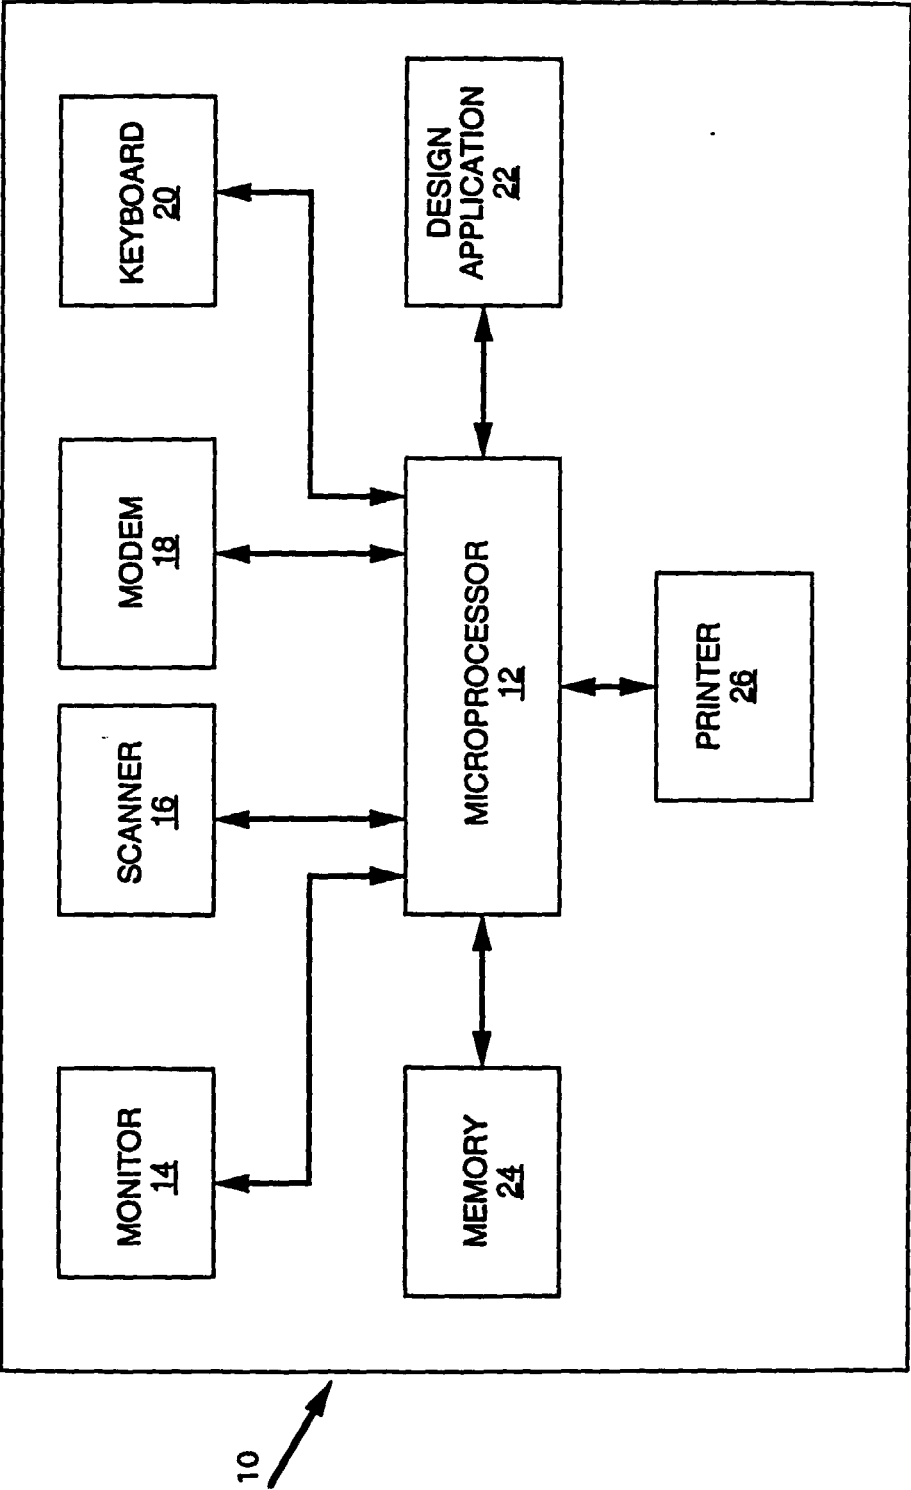 MONITOR
14
SCANNER
16
MODEM
18
KEYBOARD
20
MEMORY
24
MICROPROCESSOR
12
DESIGN
APPLICATION
22
PRINTER
26
10